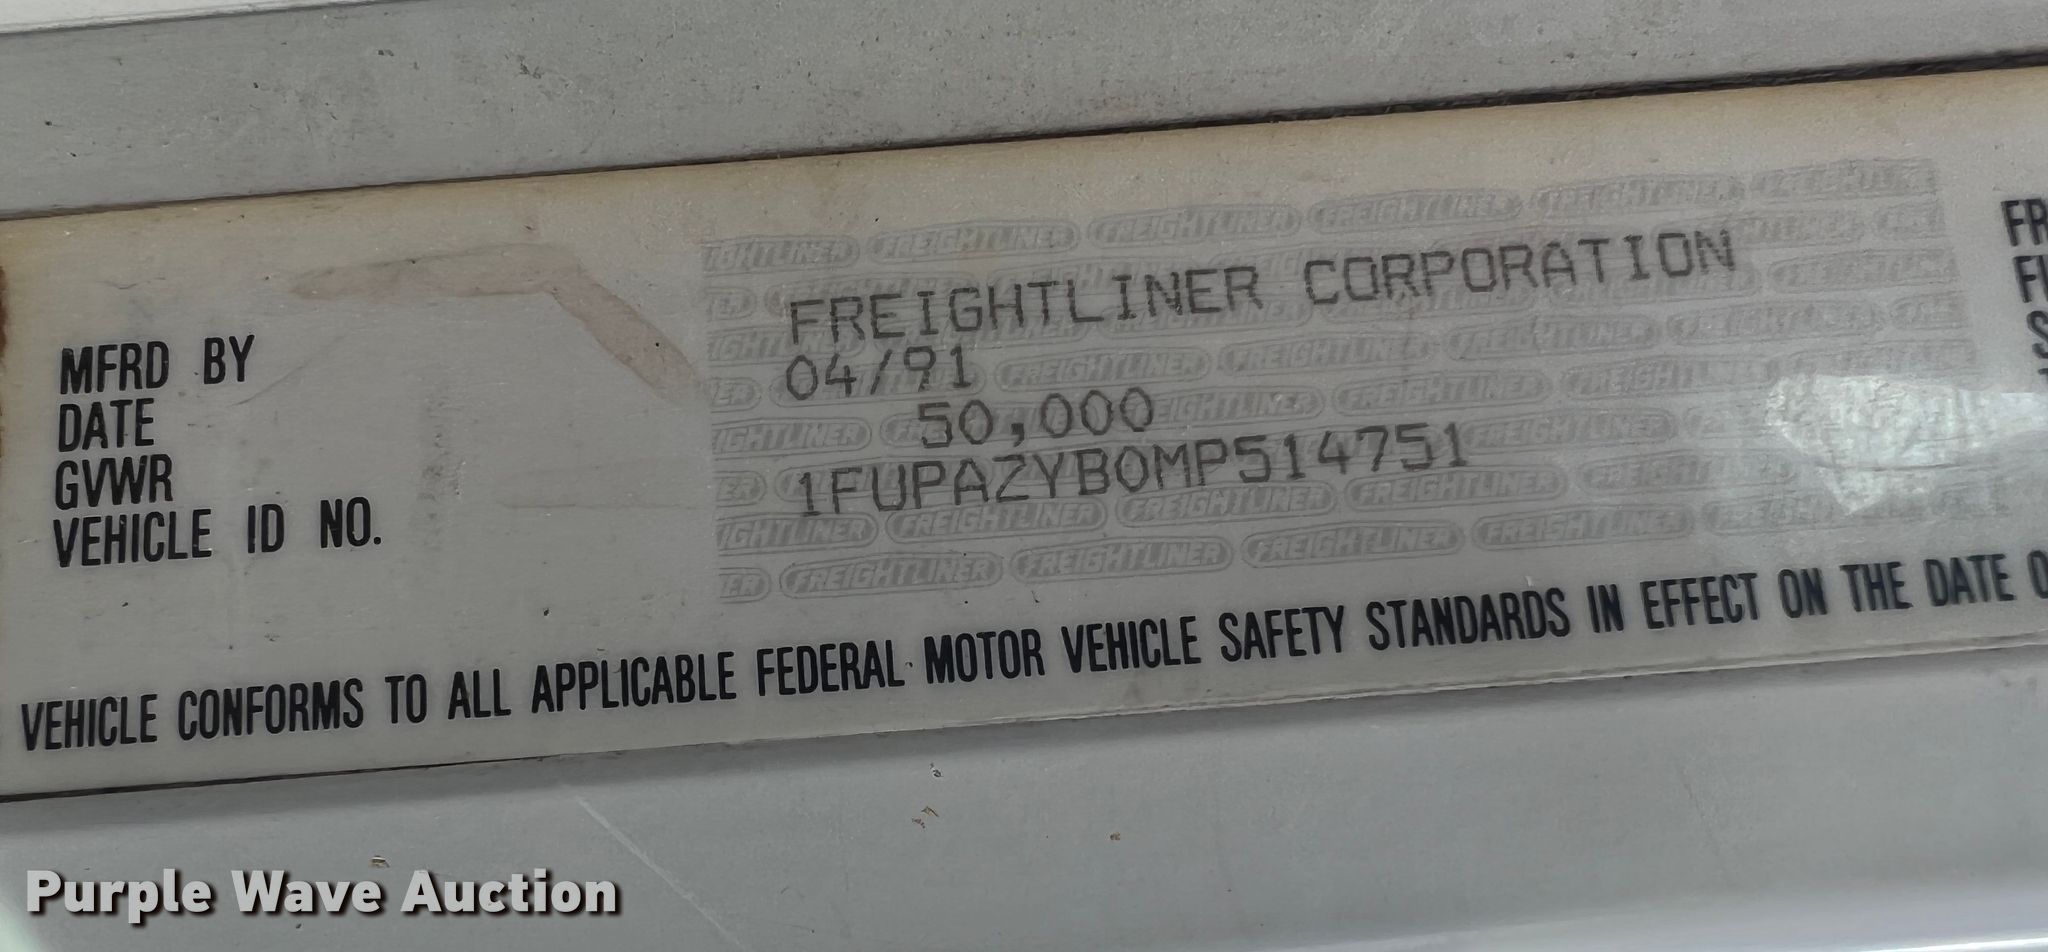 MFRD BY FREIGHTLINER CORPORATION
DATE 04/91
GVWR 50,000
VEHICLE ID NO. 1FUPAZYB0MP514751
VEHICLE CONFORMS TO ALL APPLICABLE FEDERAL MOTOR VEHICLE SAFETY STANDARDS IN EFFECT ON THE DATE
FREIGHTLINER
Purple Wave Auction